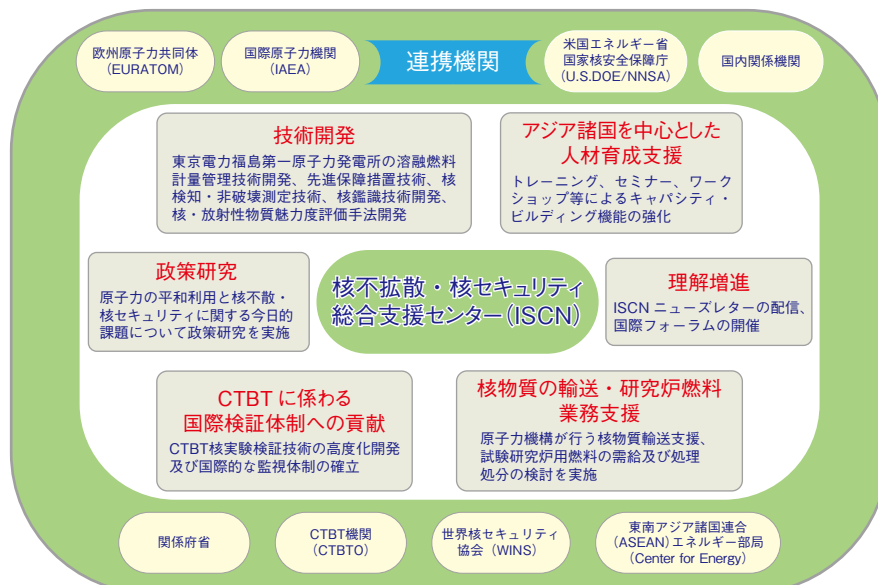 欧州原子力共同体
（EURATOM）
国際原子力機関
（IAEA）
連携機関
米国エネルギー省
国家核安全保障庁
（U.S.DOE/NNSA）
国内関係機関
技術開発
東京電力福島第一原子力発電所の溶融燃料
計量管理技術開発、先進保障措置技術、核
検知・非破壊測定技術、核鑑識技術開発、
核・放射性物質魅力度評価手法開発
アジア諸国を中心とした
人材育成支援
トレーニング、セミナー、ワーク
ショップ等によるキャパシティ・
ビルディング機能の強化
政策研究
原子力の平和利用と核不散・
核セキュリティに関する今日的
課題について政策研究を実施
核不拡散・核セキュリティ
総合支援センター（ISCN）
理解増進
ISCN ニューズレターの配信、
国際フォーラムの開催
CTBT に係わる
国際検証体制への貢献
CTBT核実験検証技術の高度化開発
及び国際的な監視体制の確立
核物質の輸送・研究炉燃料
業務支援
原子力機構が行う核物質輸送支援、
試験研究炉用燃料の需給及び処理
処分の検討を実施
関係府省
CTBT機関
（CTBTO）
世界核セキュリティ
協会（WINS）
東南アジア諸国連合
（ASEAN）エネルギー部局
（Center for Energy）